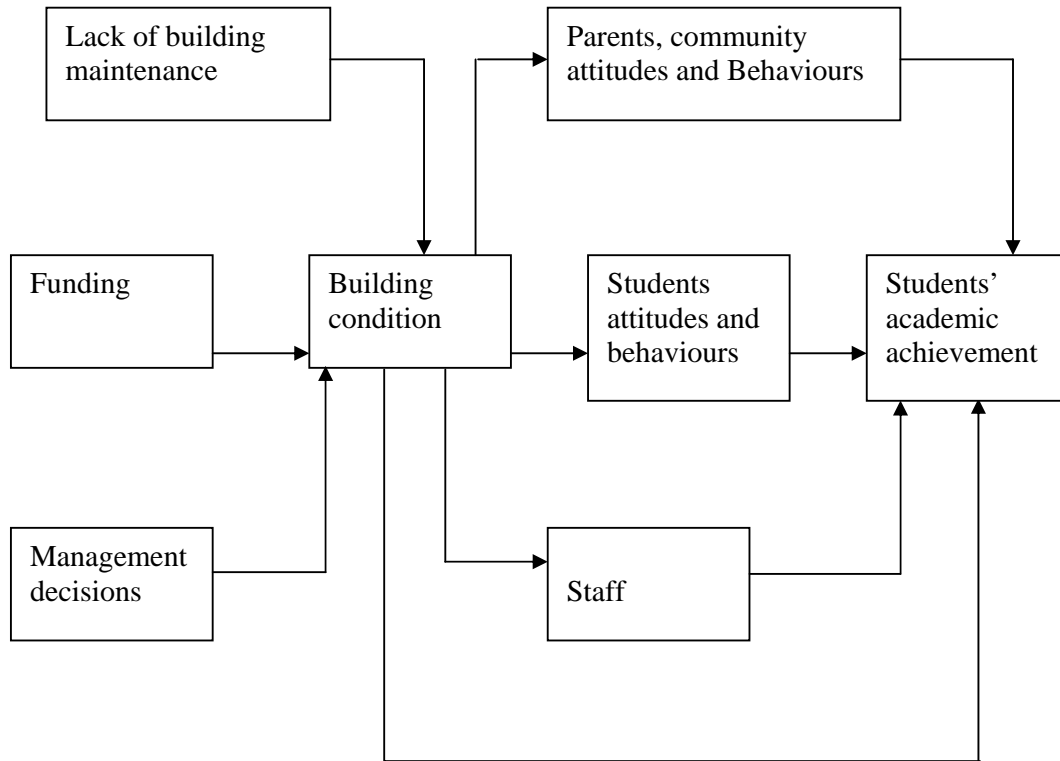 Lack of building
maintenance
Parents, community
attitudes and Behaviours
Funding
Building
condition
Students
attitudes and
behaviours
Students’
academic
achievement
Management
decisions
Staff